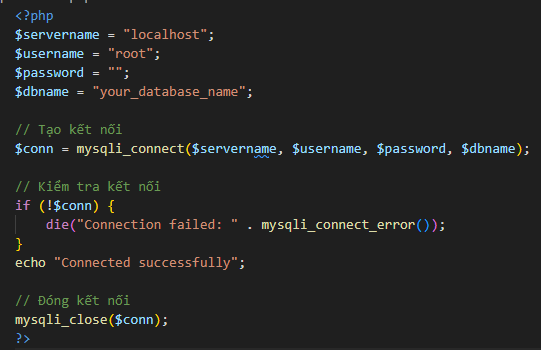 <?php
$servername = "localhost";
$username = "root";
$password = "";
$dbname = "your_database_name";

// Tạo kết nối
$conn = mysqli_connect($servername, $username, $password, $dbname);

// Kiểm tra kết nối
if (!$conn) {
    die("Connection failed: " . mysqli_connect_error());
}
echo "Connected successfully";

// Đóng kết nối
mysqli_close($conn);
?>